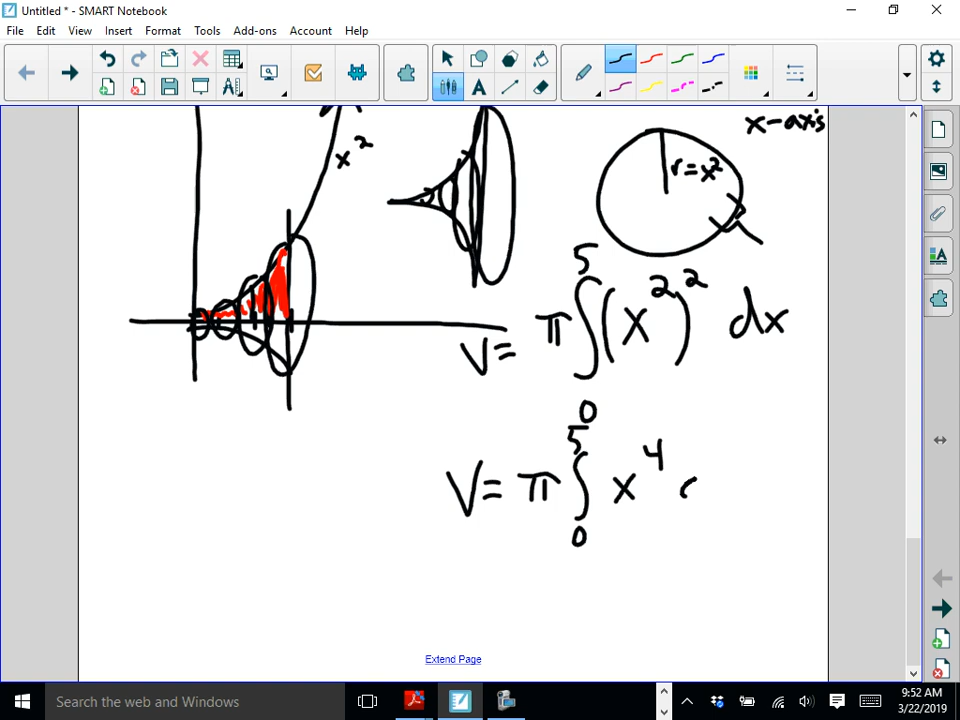 Untitled * - SMART Notebook
File Edit View Insert Format Tools Add-ons Account Help
x-axis
x²
r=x²
V= π ∫₀⁵ (x²)² dx
V= π ∫₀⁵ x⁴
Extend Page
Search the web and Windows
9:52 AM
3/22/2019